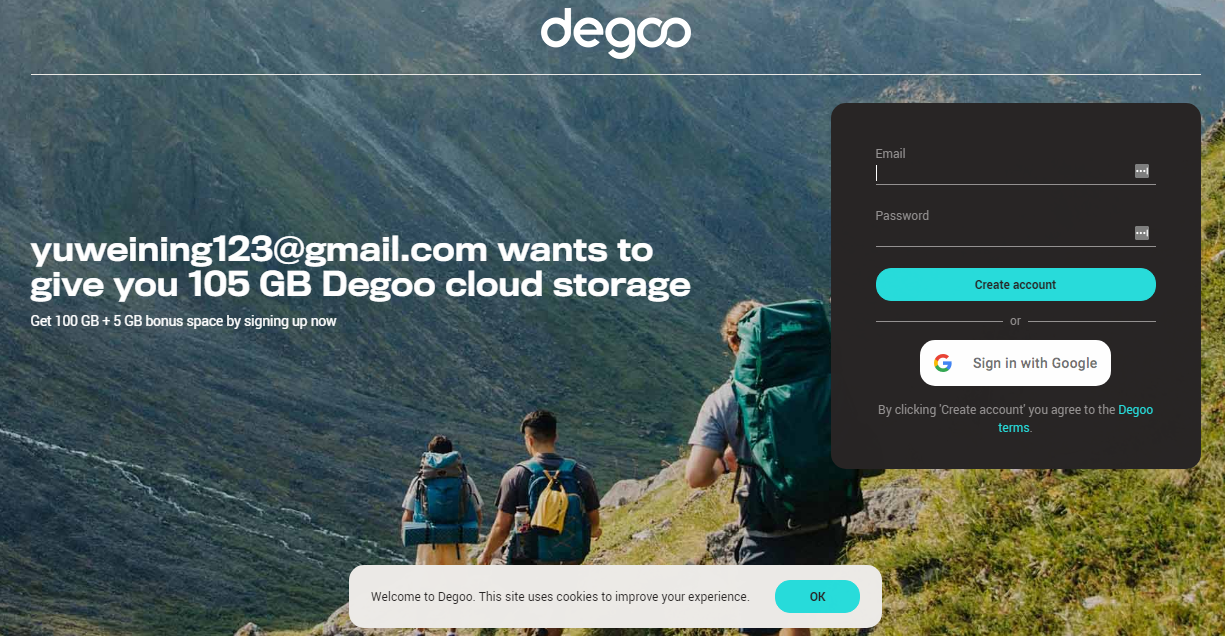 degoo
yuweining123@gmail.com wants to
give you 105 GB Degoo cloud storage
Get 100 GB + 5 GB bonus space by signing up now
Email
Password
Create account
or
Sign in with Google
By clicking 'Create account' you agree to the Degoo
terms.
Welcome to Degoo. This site uses cookies to improve your experience.
OK